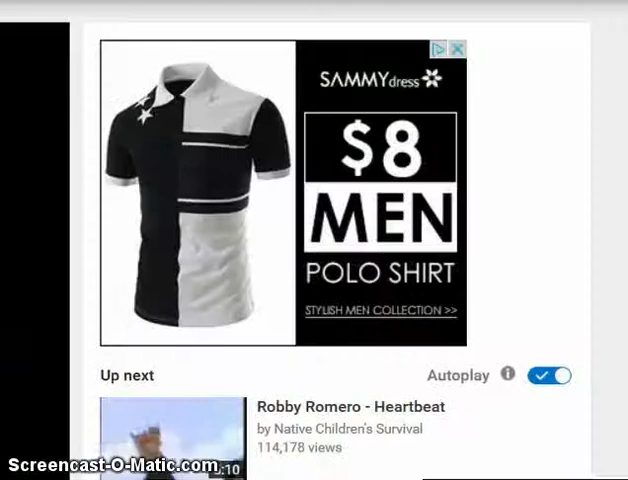 SAMMYdress
$8
MEN
POLO SHIRT
STYLISH MEN COLLECTION >>
Up next
Autoplay
Robby Romero - Heartbeat
by Native Children's Survival
114,178 views
:10
Screencast-O-Matic.com